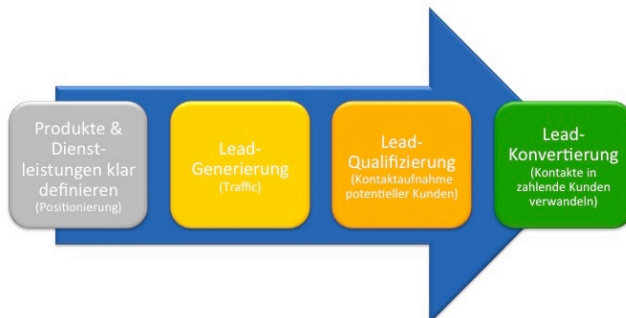 Produkte &
Dienst-
leistungen klar
definieren
(Positionierung)
Lead-
Generierung
(Traffic)
Lead-
Qualifizierung
(Kontaktaufnahme
potentieller Kunden)
Lead-
Konvertierung
(Kontakte in
zahlende Kunden
verwandeln)